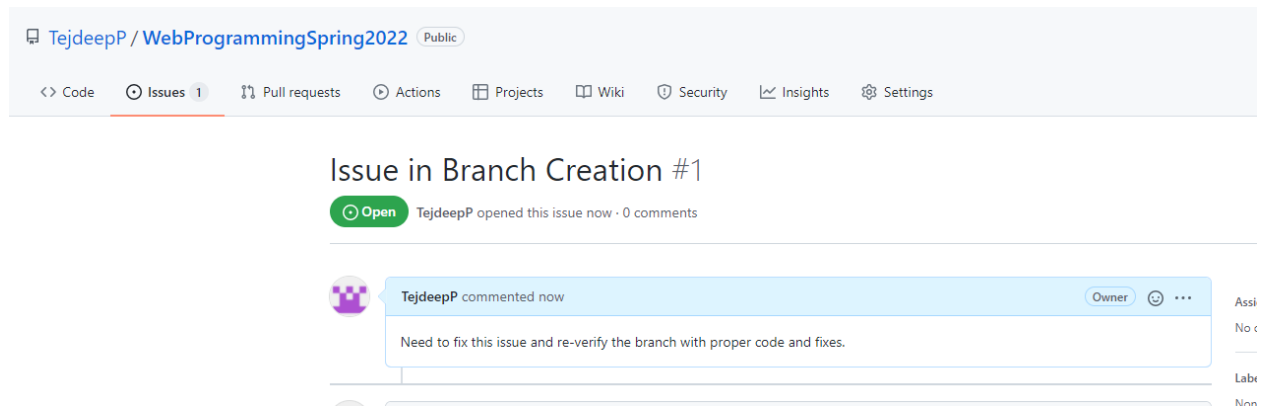 TejdeepP / WebProgrammingSpring2022 Public
Code Issues 1 Pull requests Actions Projects Wiki Security Insights Settings
Issue in Branch Creation #1
Open TejdeepP opened this issue now · 0 comments
TejdeepP commented now Owner
Need to fix this issue and re-verify the branch with proper code and fixes.